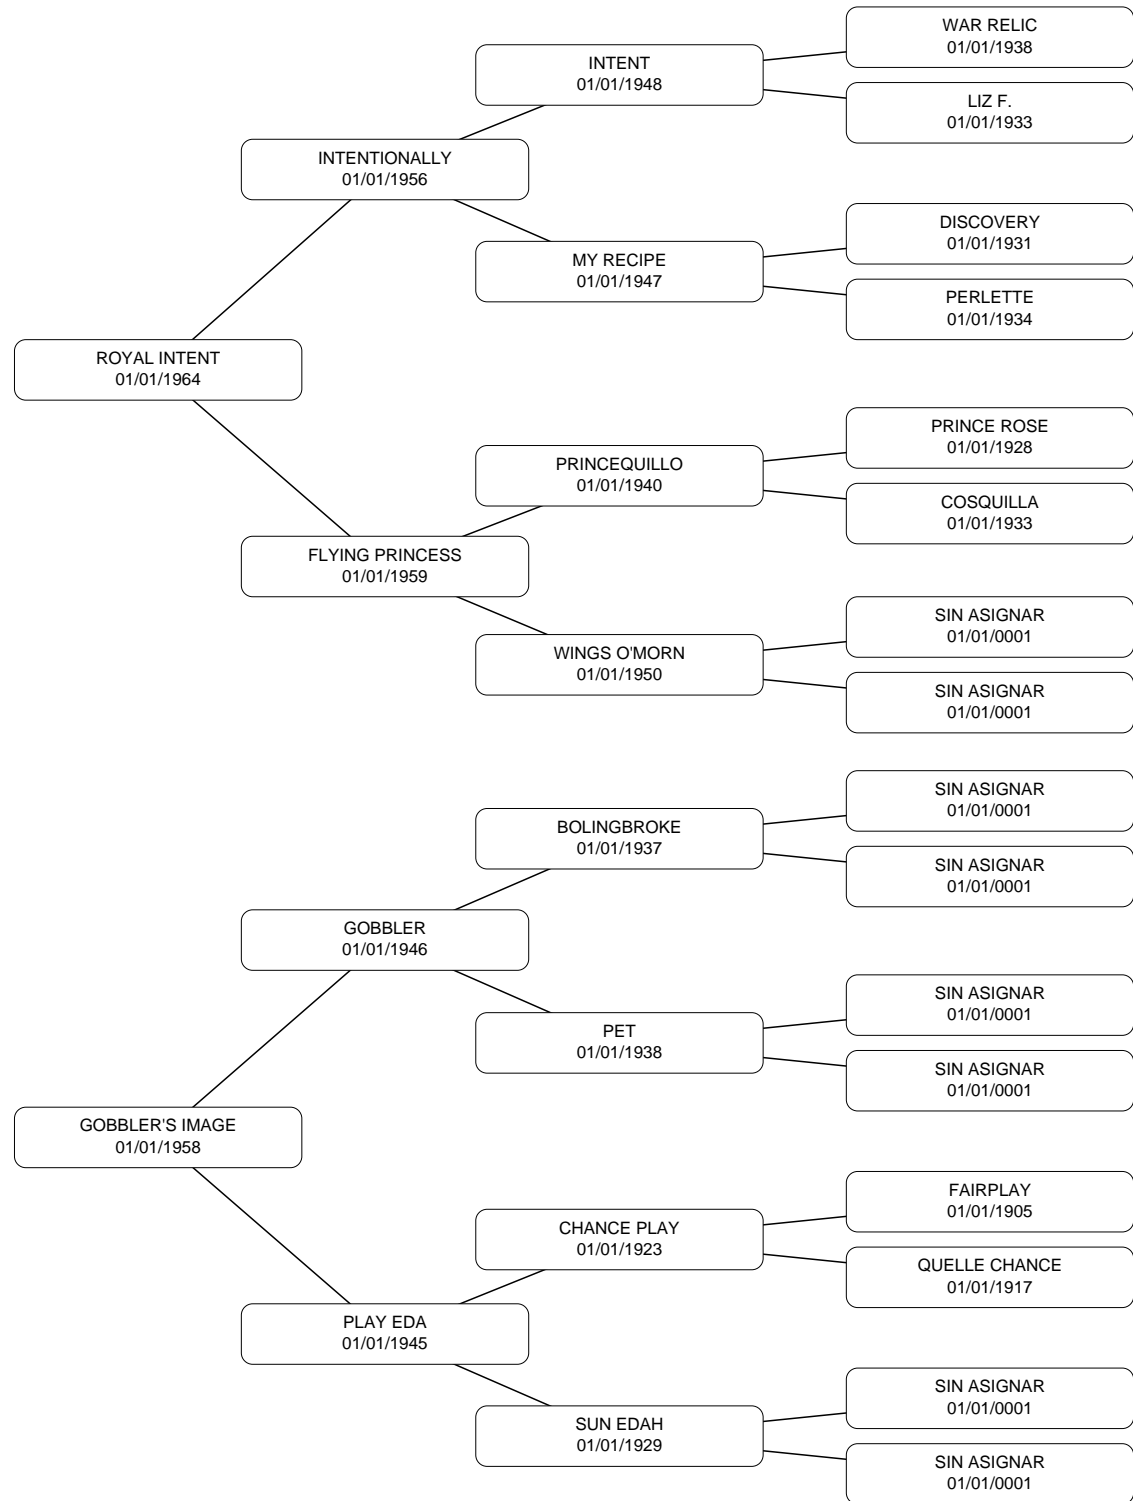 WAR RELIC
01/01/1938
INTENT
01/01/1948
LIZ F.
01/01/1933
INTENTIONALLY
01/01/1956
DISCOVERY
01/01/1931
MY RECIPE
01/01/1947
PERLETTE
01/01/1934
ROYAL INTENT
01/01/1964
PRINCE ROSE
01/01/1928
PRINCEQUILLO
01/01/1940
COSQUILLA
01/01/1933
FLYING PRINCESS
01/01/1959
SIN ASIGNAR
01/01/0001
WINGS O'MORN
01/01/1950
SIN ASIGNAR
01/01/0001
SIN ASIGNAR
01/01/0001
BOLINGBROKE
01/01/1937
SIN ASIGNAR
01/01/0001
GOBBLER
01/01/1946
SIN ASIGNAR
01/01/0001
PET
01/01/1938
SIN ASIGNAR
01/01/0001
GOBBLER'S IMAGE
01/01/1958
FAIRPLAY
01/01/1905
CHANCE PLAY
01/01/1923
QUELLE CHANCE
01/01/1917
PLAY EDA
01/01/1945
SIN ASIGNAR
01/01/0001
SUN EDAH
01/01/1929
SIN ASIGNAR
01/01/0001